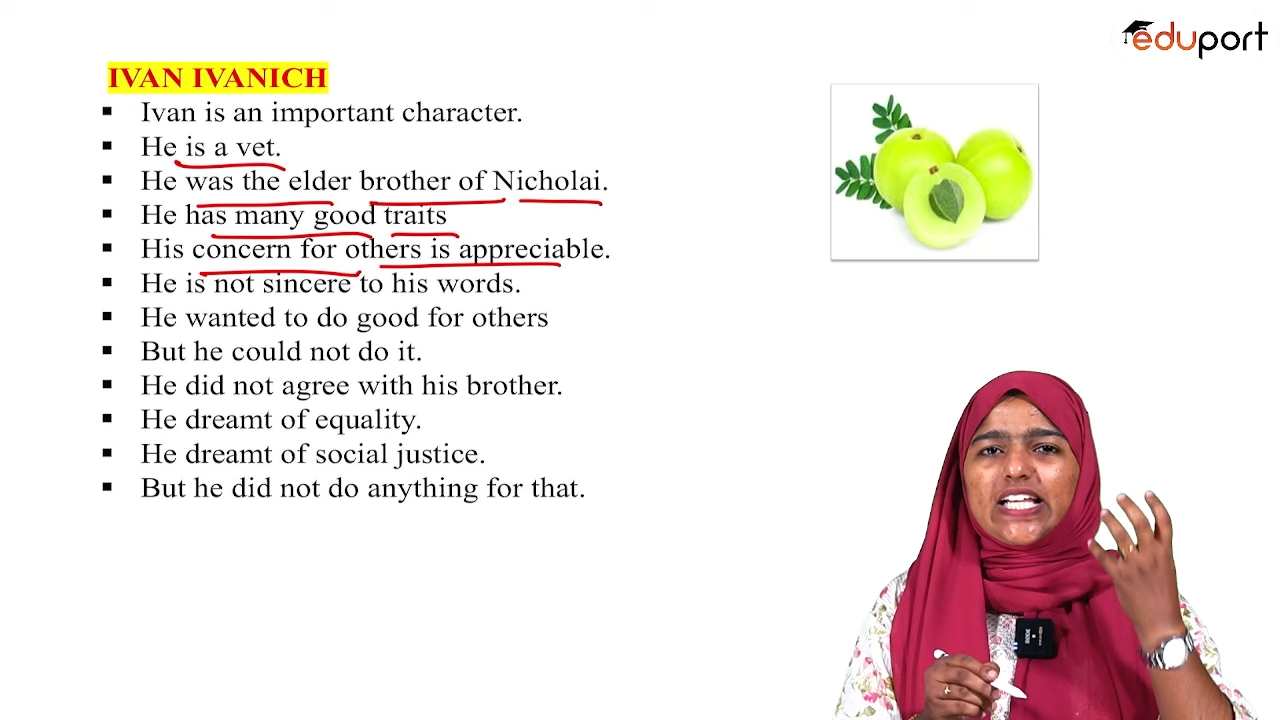 eduport
IVAN IVANICH
▪ Ivan is an important character.
▪ He is a vet.
▪ He was the elder brother of Nicholai.
▪ He has many good traits
▪ His concern for others is appreciable.
▪ He is not sincere to his words.
▪ He wanted to do good for others
▪ But he could not do it.
▪ He did not agree with his brother.
▪ He dreamt of equality.
▪ He dreamt of social justice.
▪ But he did not do anything for that.